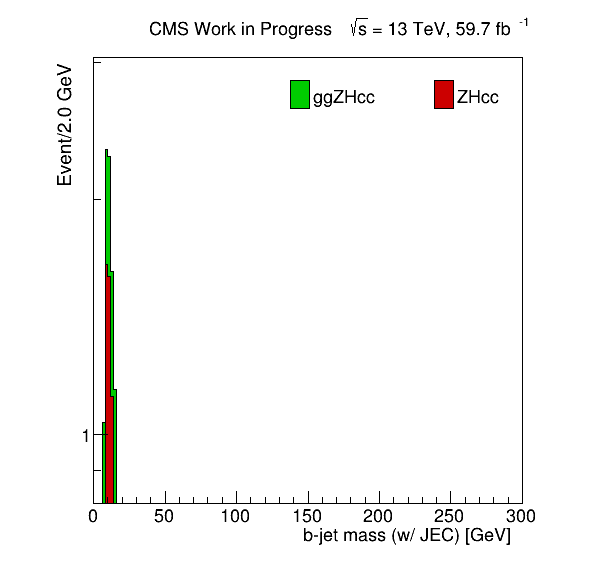 CMS Work in Progress √s = 13 TeV, 59.7 fb -1
Event/2.0 GeV
ggZHcc ZHcc
1
0 50 100 150 200 250 300
b-jet mass (w/ JEC) [GeV]